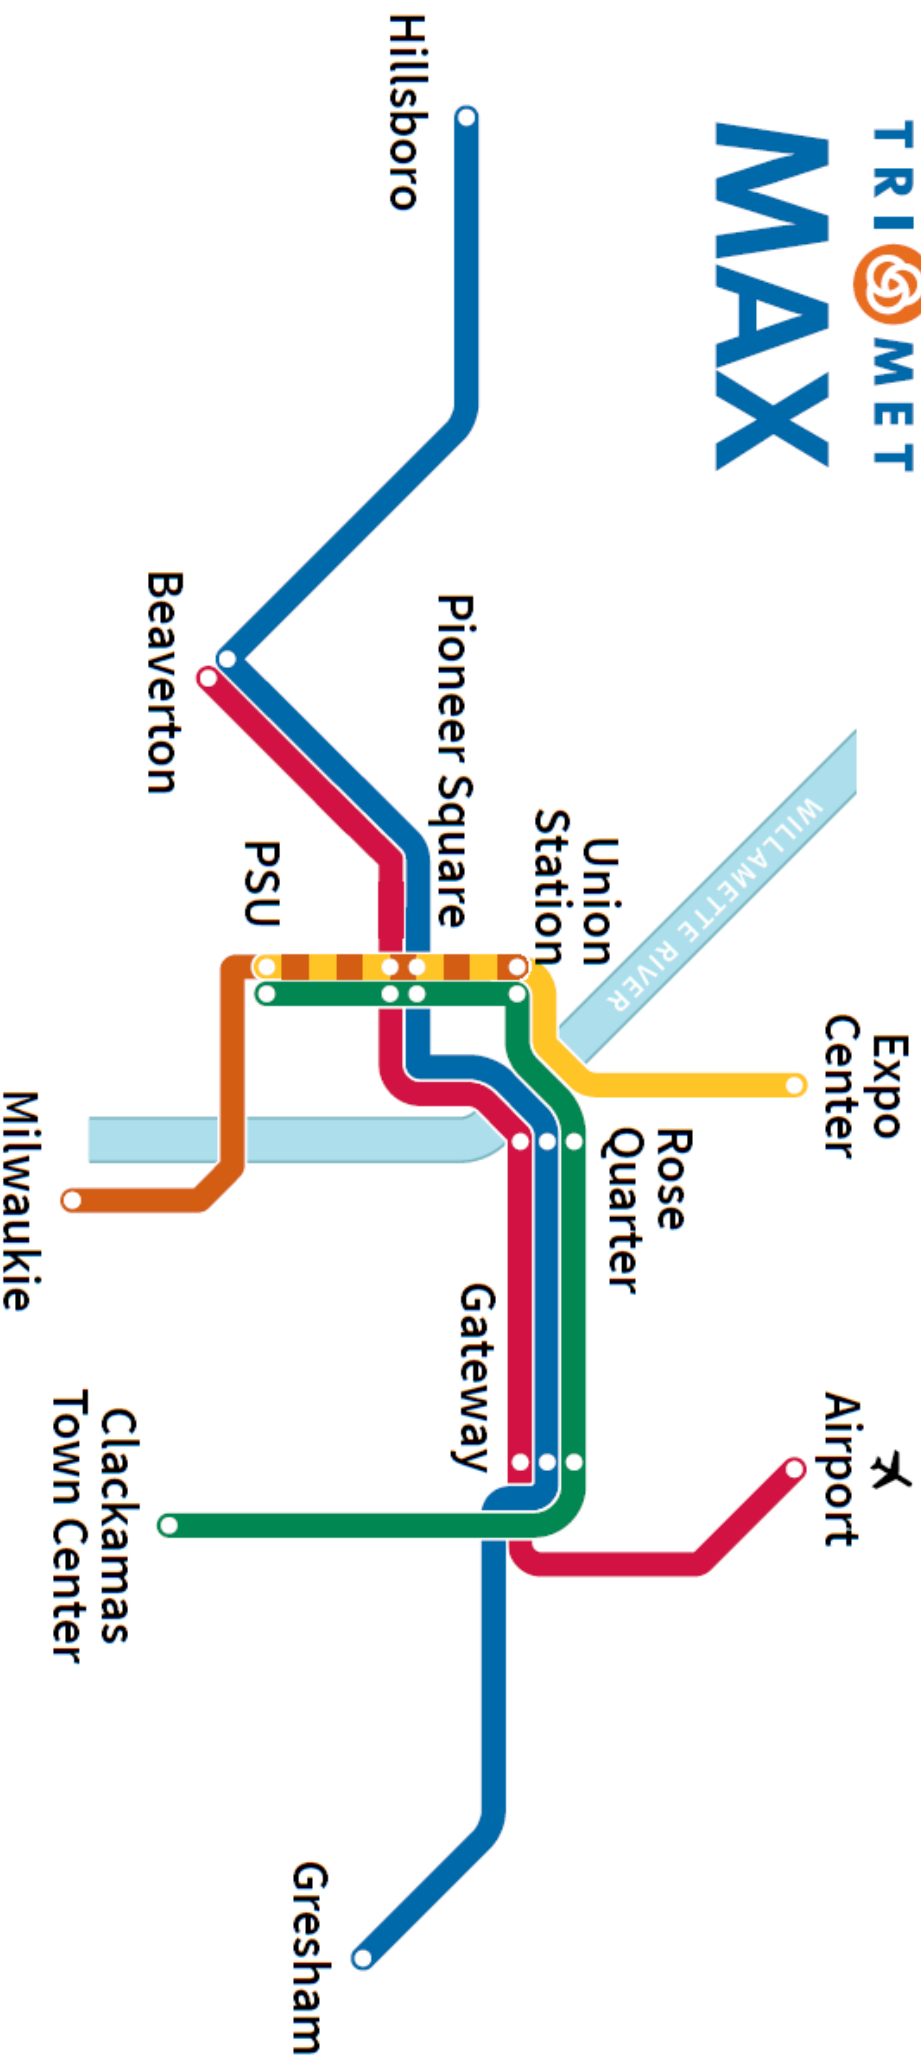 TRIMET
MAX
Hillsboro
Beaverton
Pioneer Square
PSU
Union
Station
WILLAMETTE RIVER
Expo
Center
Rose
Quarter
Milwaukie
Gateway
Airport
Clackamas
Town Center
Gresham